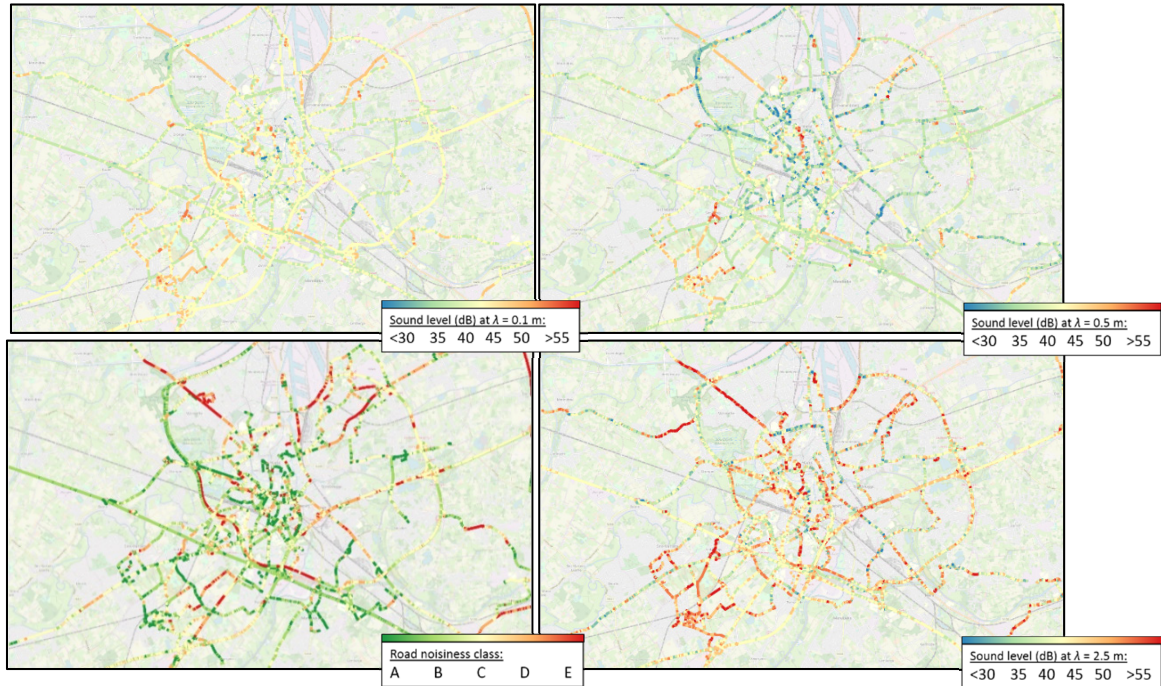 Sound level (dB) at λ = 0.1 m:
<30 35 40 45 50 >55
Sound level (dB) at λ = 0.5 m:
<30 35 40 45 50 >55
Road noisiness class:
A B C D E
Sound level (dB) at λ = 2.5 m:
<30 35 40 45 50 >55